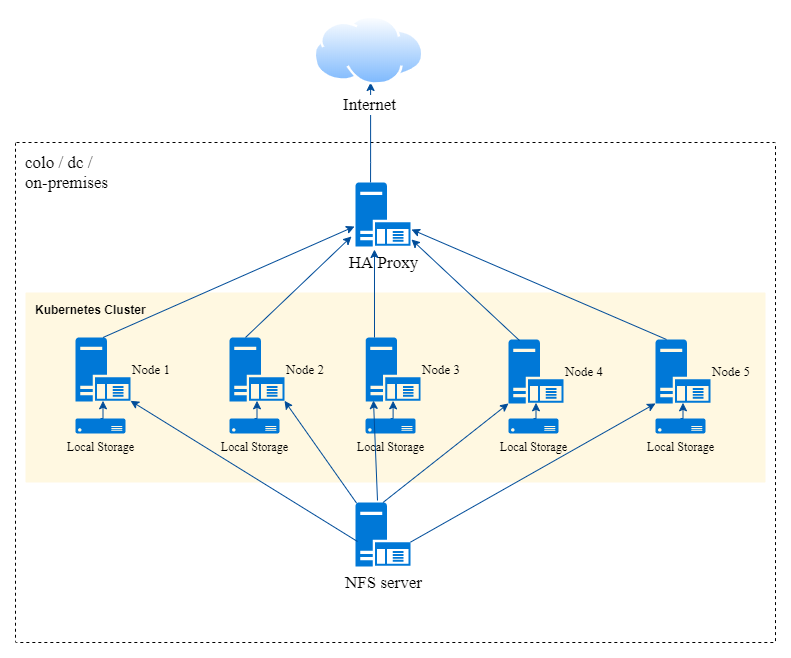 Internet
colo / dc /
on-premises
HA Proxy
Kubernetes Cluster
Node 1
Node 2
Node 3
Node 4
Node 5
Local Storage
Local Storage
Local Storage
Local Storage
Local Storage
NFS server